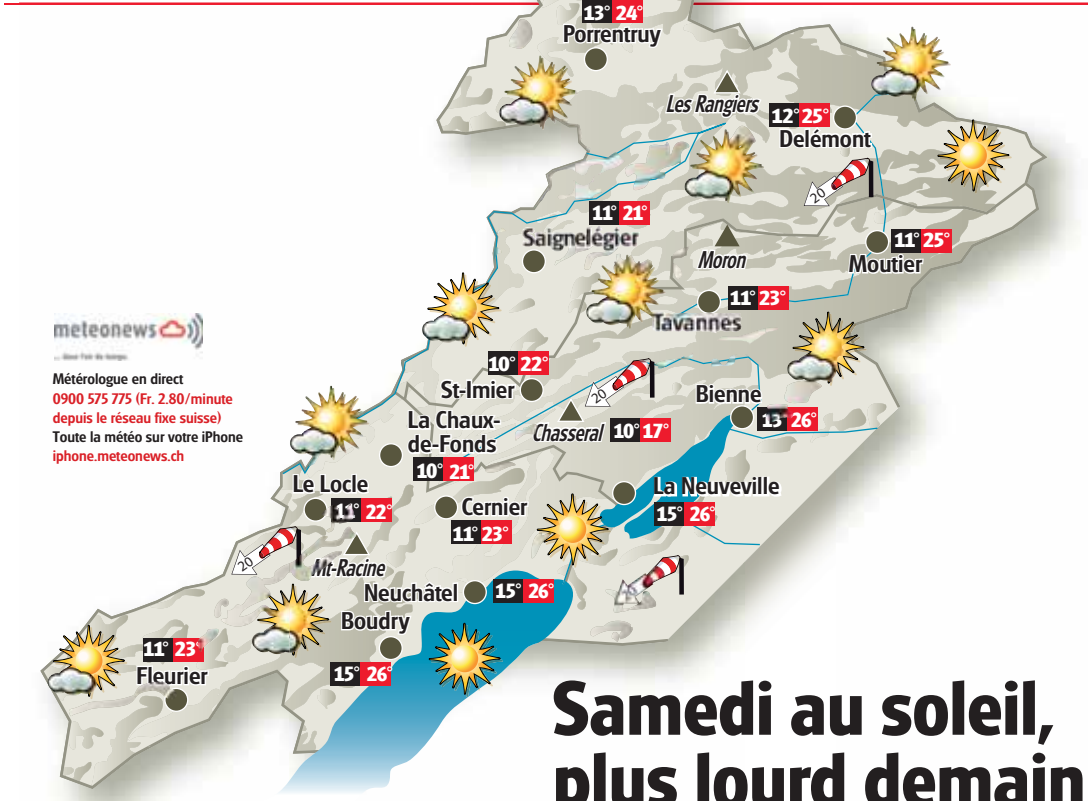 13° 24°
Porrentruy
Les Rangiers
12° 25°
Delémont
20
11° 21°
Saignelégier
Moron
11° 25°
Moutier
11° 23°
Tavannes
meteonews
Météorologue en direct
0900 575 775 (Fr. 2.80/minute
depuis le réseau fixe suisse)
Toute la météo sur votre iPhone
iphone.meteonews.ch
10° 22°
St-Imier
20
Chasseral 10° 17°
Bienne
13° 26°
La Chaux-
de-Fonds
10° 21°
Le Locle
11° 22°
Cernier
11° 23°
La Neuveville
15° 26°
20
Mt-Racine
Neuchâtel 15° 26°
Boudry
15° 26°
11° 23°
Fleurier
Samedi au soleil,
plus lourd demain